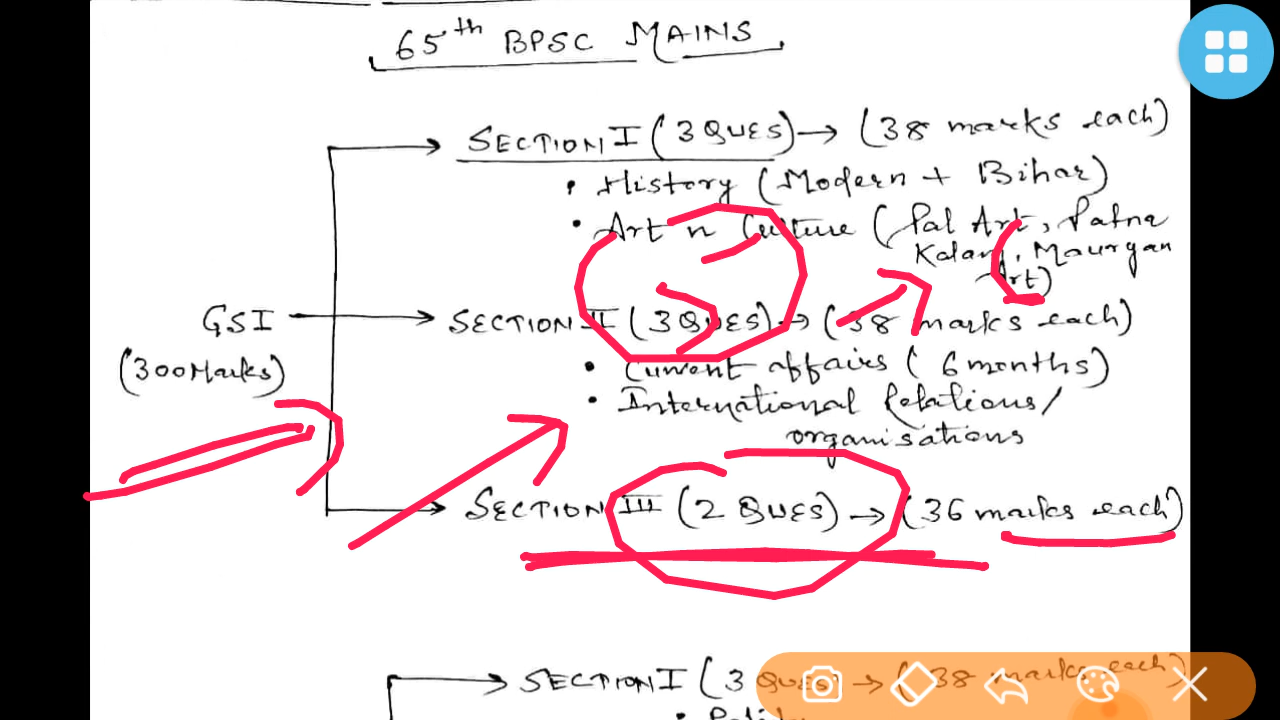 65th BPSC MAINS
SECTION I (3 QUES) → (38 marks each)
• History (Modern + Bihar)
• Art n Culture (Pal Art, Patna
Kalam, Mauryan
Art)
GSI
(300Marks)
SECTION II (3 QUES) → (38 marks each)
• Current affairs (6 months)
• International Relations/
organisations
SECTION III (2 QUES) → (36 marks each)
SECTION I (3 QUES) → (38 marks each)